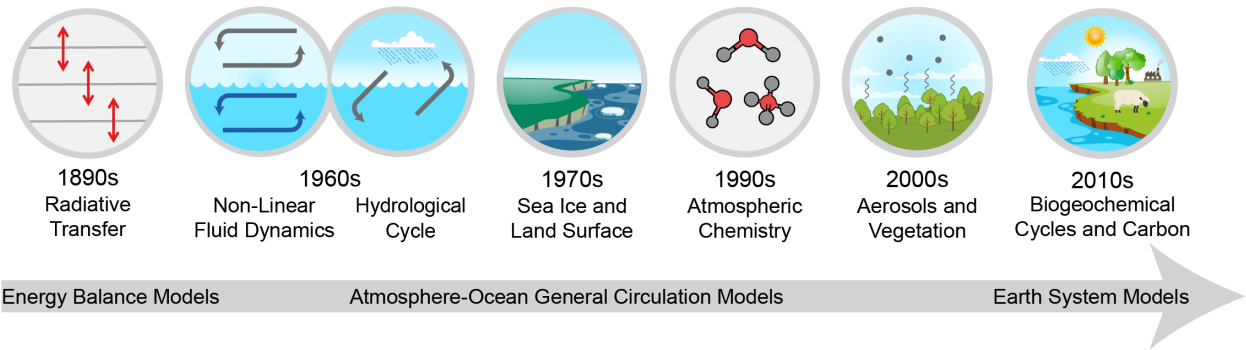 1890s
Radiative
Transfer
1960s
Non-Linear
Fluid Dynamics
Hydrological
Cycle
1970s
Sea Ice and
Land Surface
1990s
Atmospheric
Chemistry
2000s
Aerosols and
Vegetation
2010s
Biogeochemical
Cycles and Carbon
Energy Balance Models
Atmosphere-Ocean General Circulation Models
Earth System Models